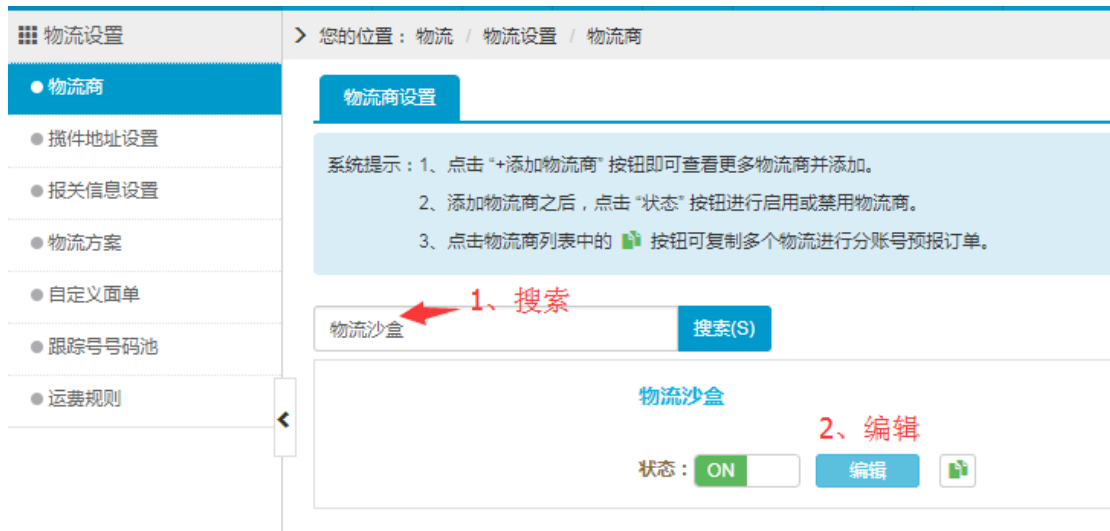 物流设置
您的位置： 物流 / 物流设置 / 物流商
物流商
揽件地址设置
报关信息设置
物流方案
自定义面单
跟踪号号码池
运费规则
物流商设置
系统提示：1、点击 “+添加物流商” 按钮即可查看更多物流商并添加。
2、添加物流商之后，点击 “状态” 按钮进行启用或禁用物流商。
3、点击物流商列表中的 按钮可复制多个物流进行分账号预报订单。
1、搜索
物流沙盒 搜索(S)
物流沙盒
2、编辑
状态： ON 编辑